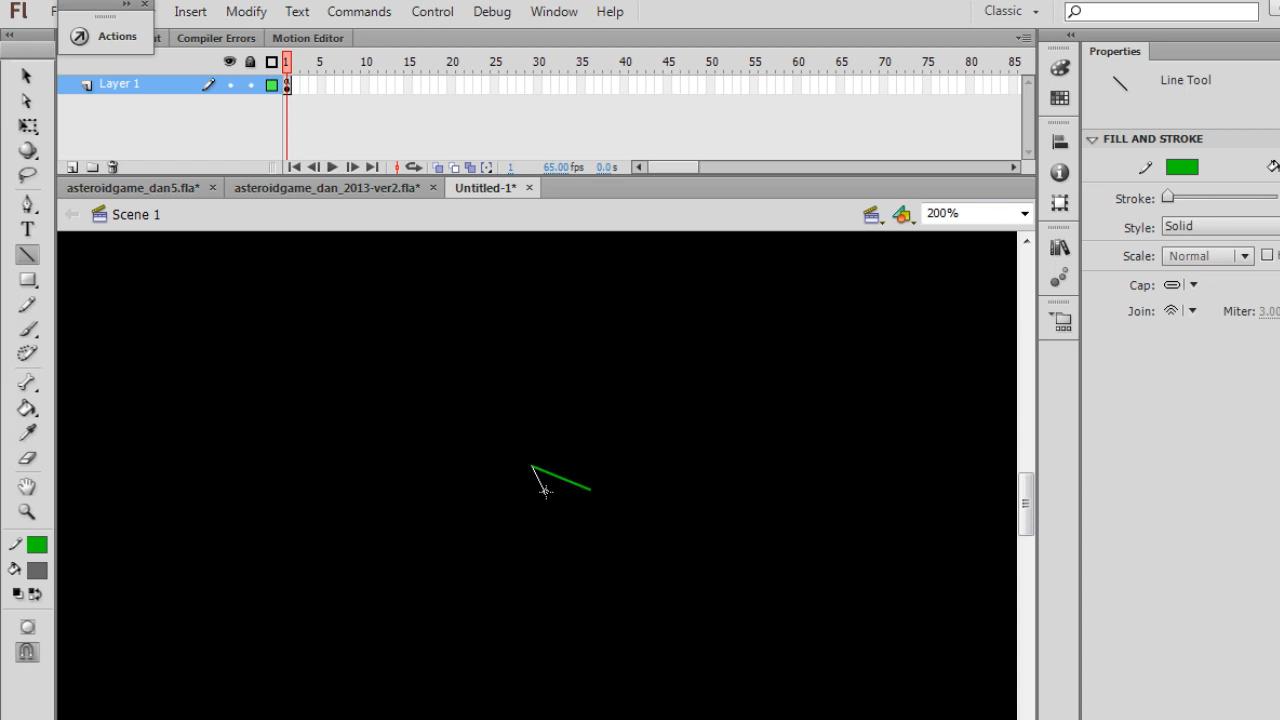 Fl Insert Modify Text Commands Control Debug Window Help Classic
Actions
Compiler Errors Motion Editor
1 5 10 15 20 25 30 35 40 45 50 55 60 65 70 75 80 85
Layer 1
1 65.00 fps 0.0 s
asteroidgame_dan5.fla* asteroidgame_dan_2013-ver2.fla* Untitled-1*
Scene 1 200%
Properties
Line Tool
FILL AND STROKE
Stroke:
Style: Solid
Scale: Normal
Cap:
Join: Miter: 3.00